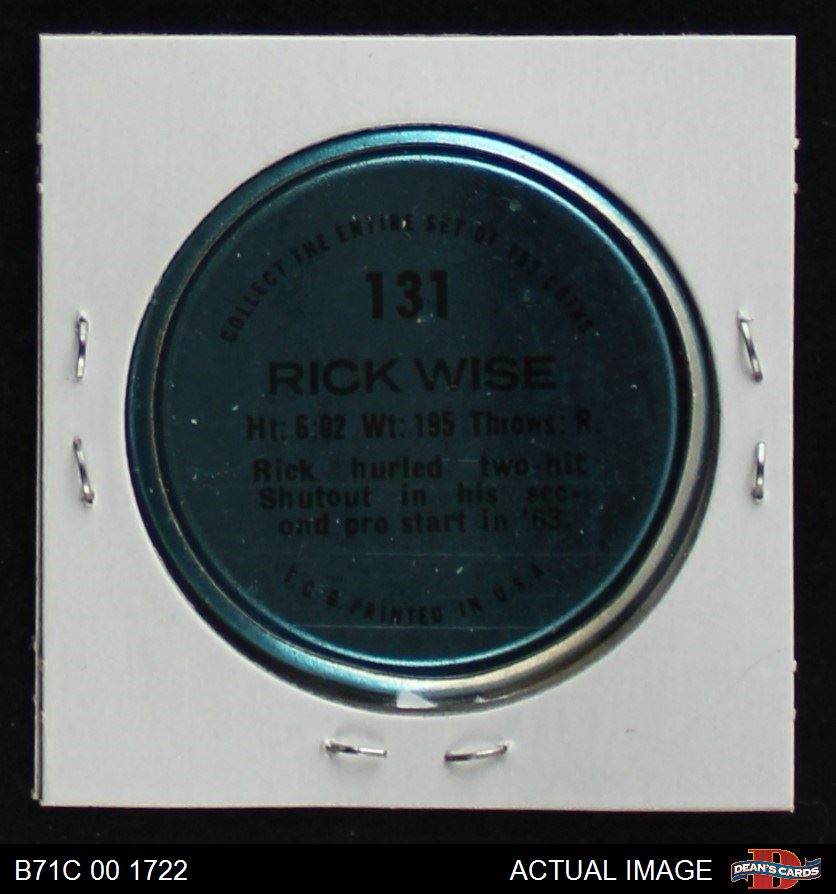 COLLECT THE ENTIRE SET OF 153 COINS
131
RICK WISE
Ht: 6:02 Wt: 195 Throws: R.
Rick hurled two-hit
Shutout in his sec-
ond pro start in '63.
T.C.G. PRINTED IN U.S.A.
B71C 00 1722
ACTUAL IMAGE
D
DEAN'S CARDS